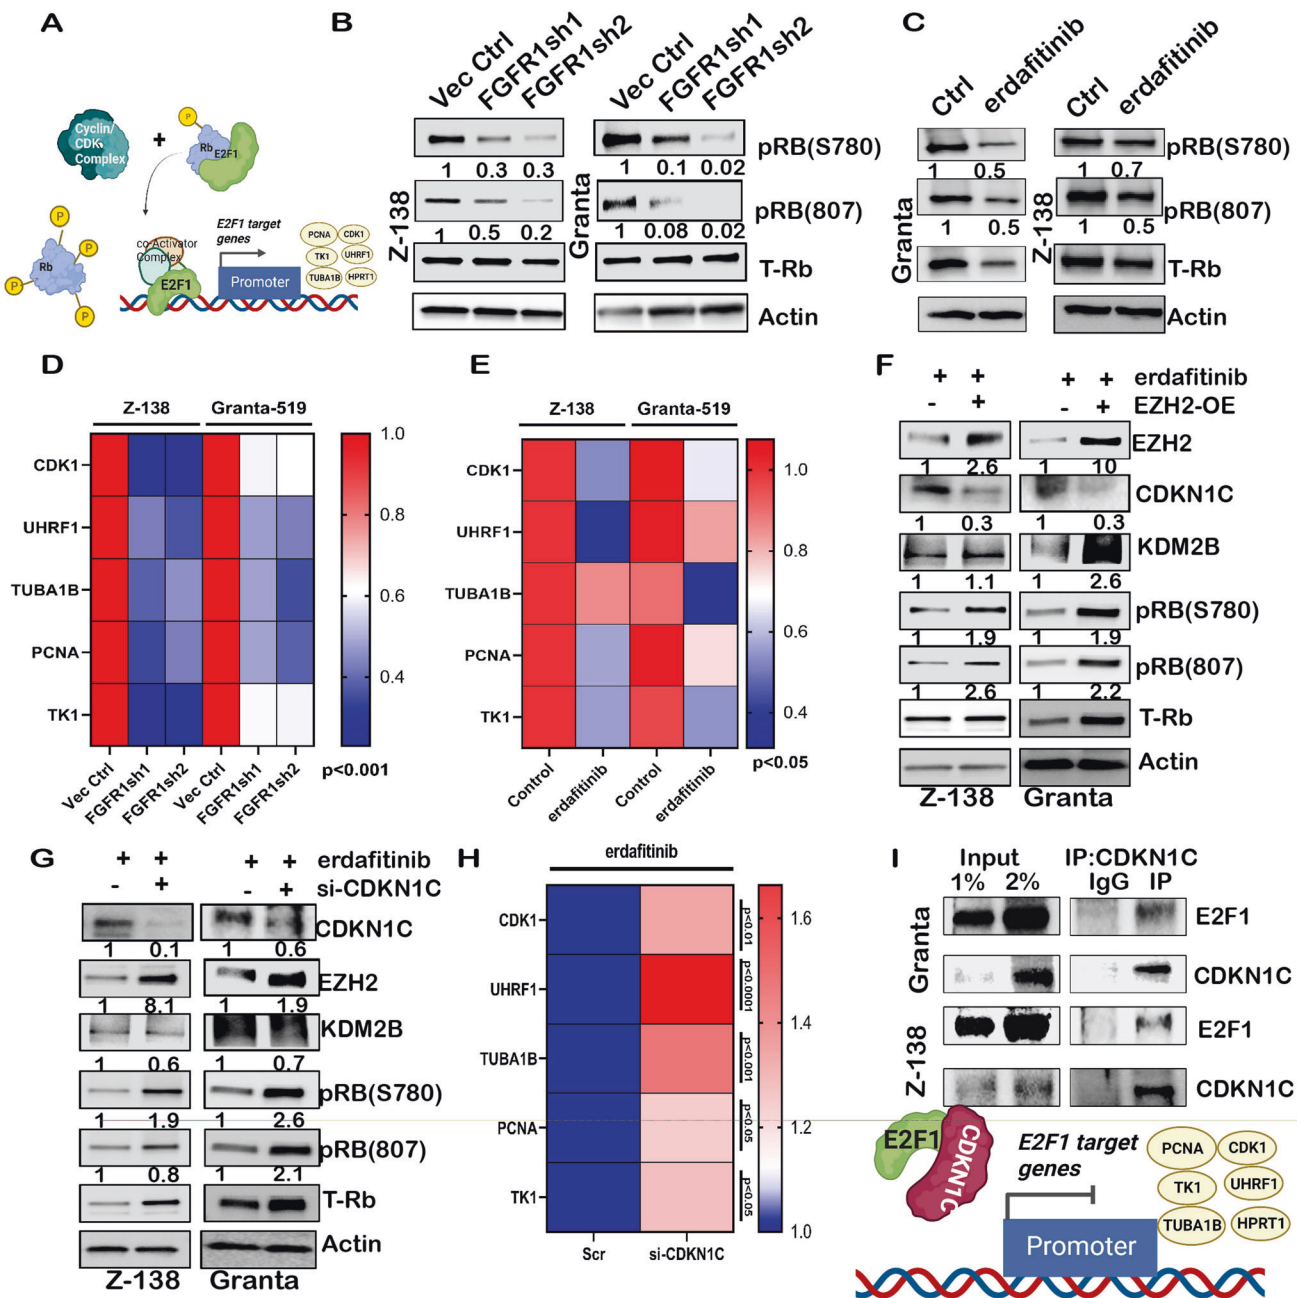 A
Cyclin/
CDK
Complex
+
P
Rb
E2F1
P
P
P
P
Rb
co-Activator
Complex
E2F1
E2F1 target
genes
Promoter
PCNA
CDK1
TK1
UHRF1
TUBA1B
HPRT1
B
Vec Ctrl
FGFR1sh1
FGFR1sh2
Vec Ctrl
FGFR1sh1
FGFR1sh2
Z-138
Granta
pRB(S780)
1 0.3 0.3
1 0.1 0.02
pRB(807)
1 0.5 0.2
1 0.08 0.02
T-Rb
Actin
C
Ctrl
erdafitinib
Ctrl
erdafitinib
Granta
Z-138
pRB(S780)
1 0.5
1 0.7
pRB(807)
1 0.5
1 0.5
T-Rb
Actin
D
Z-138
Granta-519
CDK1
UHRF1
TUBA1B
PCNA
TK1
1.0
0.8
0.6
0.4
Vec Ctrl
FGFR1sh1
FGFR1sh2
Vec Ctrl
FGFR1sh1
FGFR1sh2
p<0.001
E
Z-138
Granta-519
CDK1
UHRF1
TUBA1B
PCNA
TK1
1.0
0.8
0.6
0.4
Control
erdafitinib
Control
erdafitinib
p<0.05
F
+ + + + erdafitinib
- + - + EZH2-OE
EZH2
1 2.6 1 10
CDKN1C
1 0.3 1 0.3
KDM2B
1 1.1 1 2.6
pRB(S780)
1 1.9 1 1.9
pRB(807)
1 2.6 1 2.2
T-Rb
Actin
Z-138
Granta
G
+ + + + erdafitinib
- + - + si-CDKN1C
CDKN1C
1 0.1 1 0.6
EZH2
1 8.1 1 1.9
KDM2B
1 0.6 1 0.7
pRB(S780)
1 1.9 1 2.6
pRB(807)
1 0.8 1 2.1
T-Rb
Actin
Z-138
Granta
H
erdafitinib
CDK1
UHRF1
TUBA1B
PCNA
TK1
p<0.01
p<0.0001
p<0.001
p<0.05
p<0.05
1.6
1.4
1.2
1.0
Scr
si-CDKN1C
I
Input
IP:CDKN1C
1% 2% IgG IP
Granta
E2F1
CDKN1C
Z-138
E2F1
CDKN1C
E2F1
CDKN1C
E2F1 target
genes
Promoter
PCNA
CDK1
TK1
UHRF1
TUBA1B
HPRT1